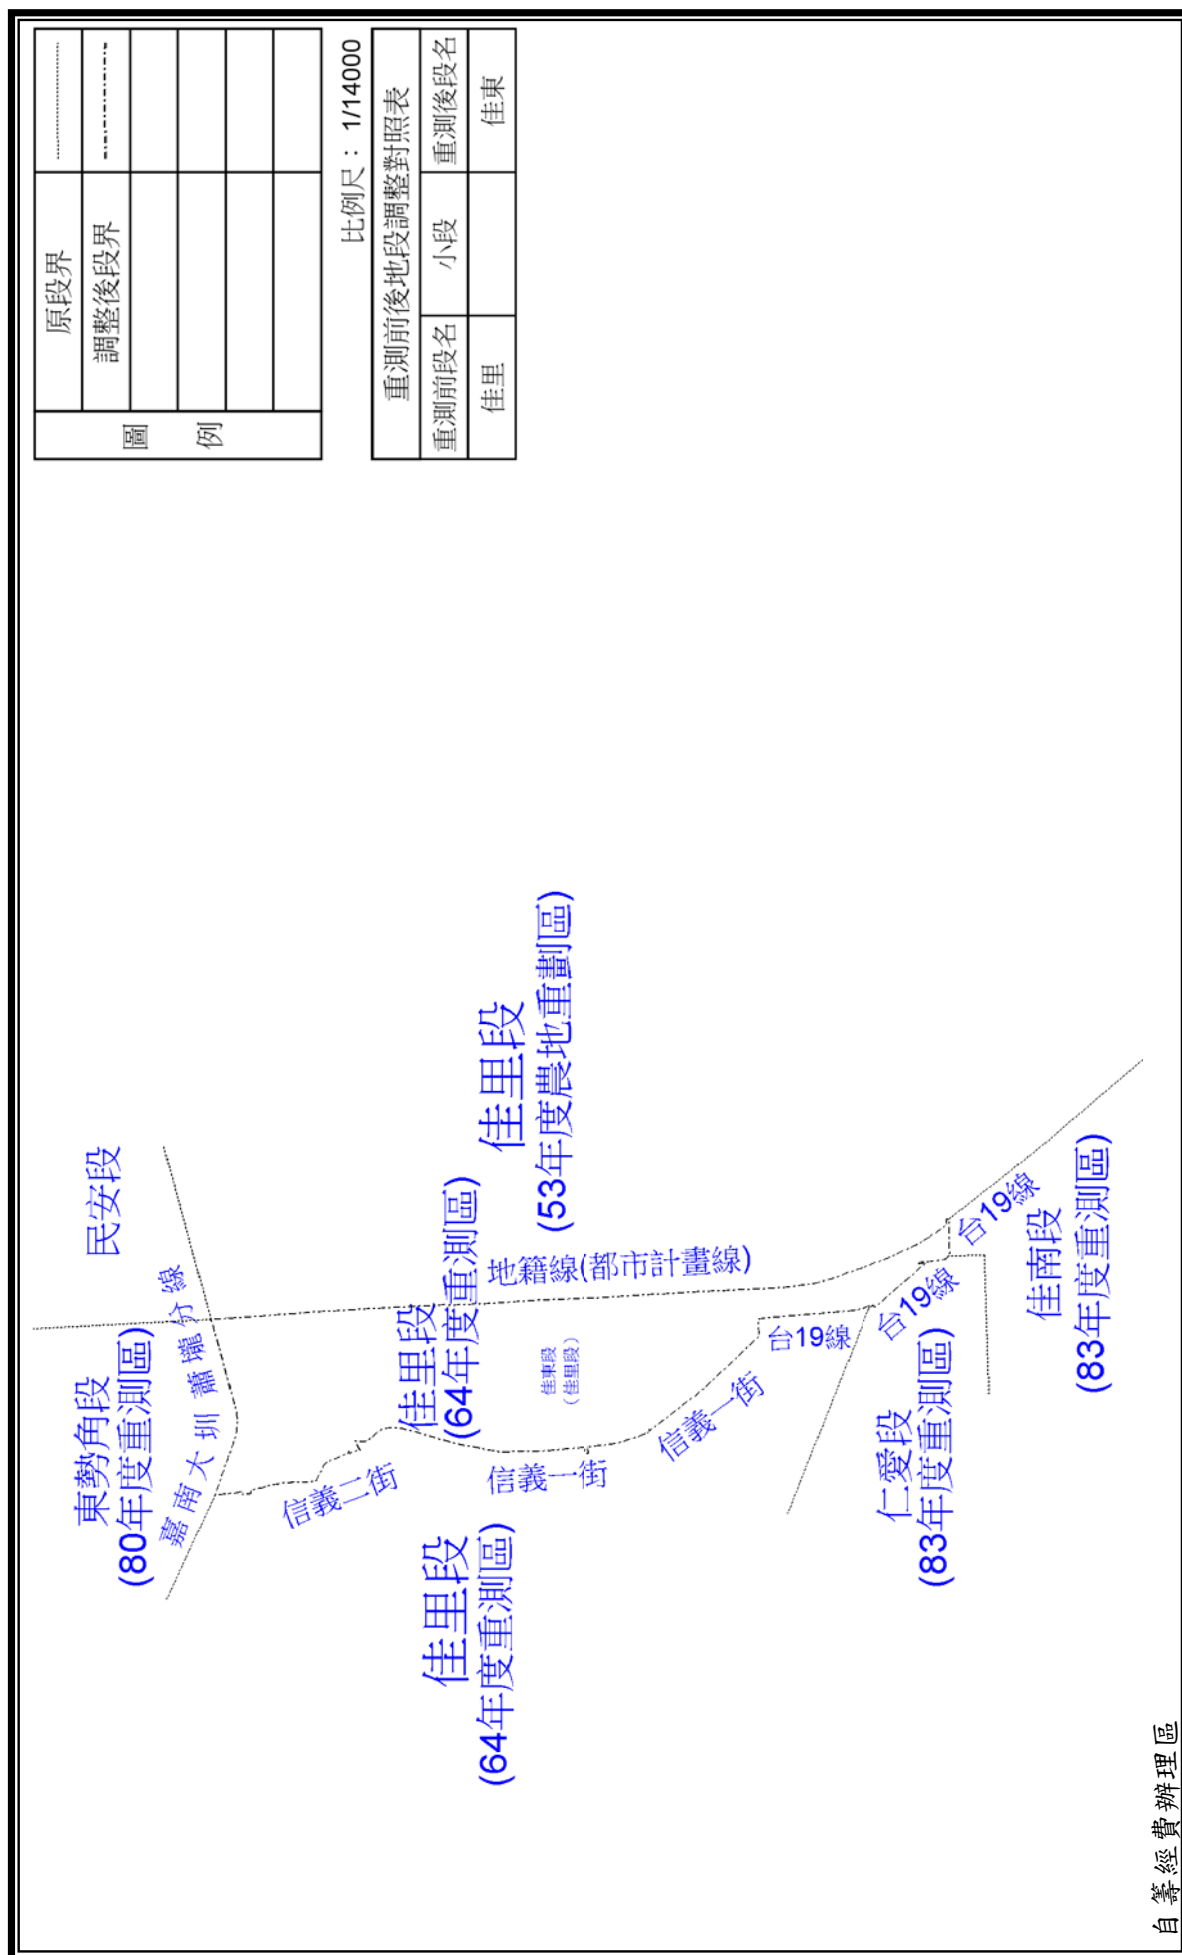 圖例
原段界
調整後段界
比例尺：1/14000
重測前後地段調整對照表
重測前段名 小段 重測後段名
佳里 佳東
民安段
東勢角段
(80年度重測區)
嘉南大圳 蕭壠分線
信義二街
佳里段
(64年度重測區)
佳里段
(53年度農地重劃區)
地籍線(都市計畫線)
佳東段
(佳里段)
信義一街
信義一街
佳里段
(64年度重測區)
台19線
台19線
台19線
仁愛段
(83年度重測區)
佳南段
(83年度重測區)
自籌經費辦理區